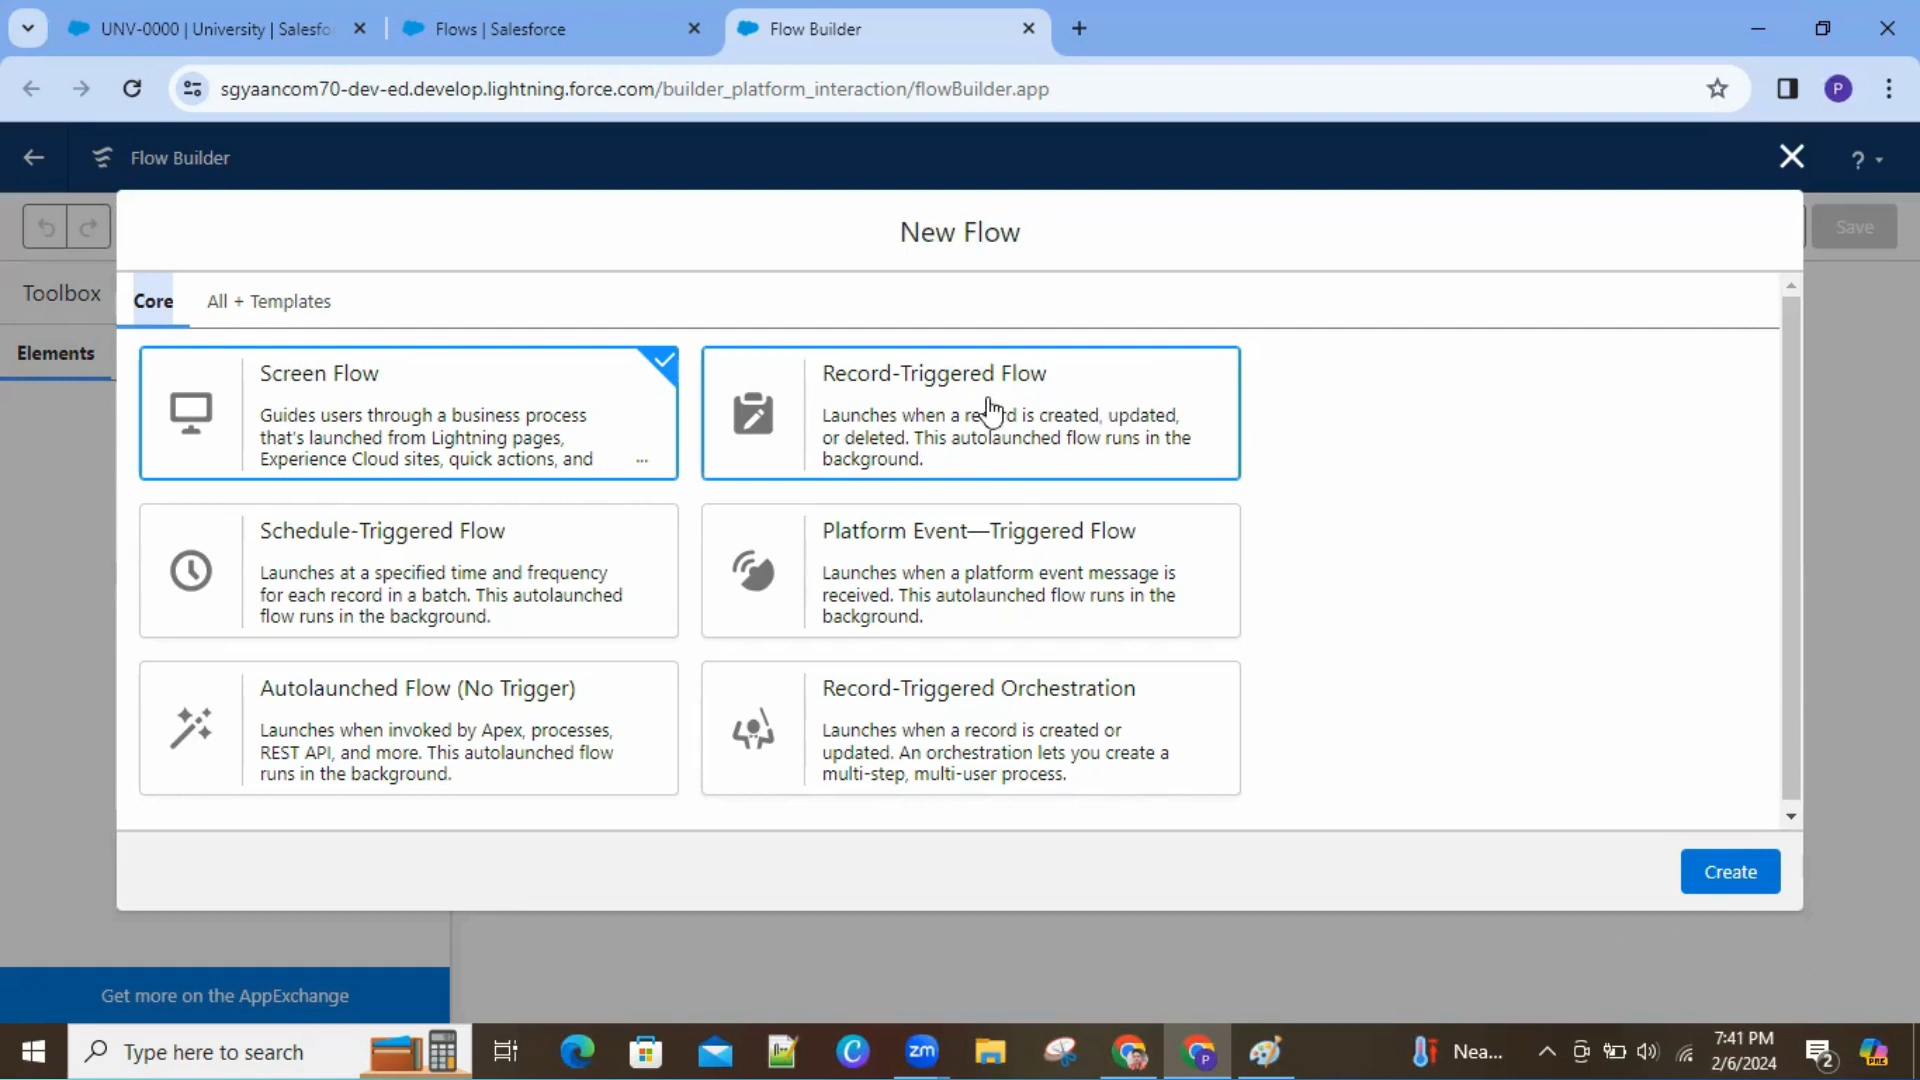 UNV-0000 | University | Salesfo
Flows | Salesforce
Flow Builder
sgyaancom70-dev-ed.develop.lightning.force.com/builder_platform_interaction/flowBuilder.app
P
Flow Builder
?
New Flow
Save
Toolbox
Core
All + Templates
Elements
Screen Flow
Guides users through a business process
that's launched from Lightning pages,
Experience Cloud sites, quick actions, and ...
Record-Triggered Flow
Launches when a record is created, updated,
or deleted. This autolaunched flow runs in the
background.
Schedule-Triggered Flow
Launches at a specified time and frequency
for each record in a batch. This autolaunched
flow runs in the background.
Platform Event—Triggered Flow
Launches when a platform event message is
received. This autolaunched flow runs in the
background.
Autolaunched Flow (No Trigger)
Launches when invoked by Apex, processes,
REST API, and more. This autolaunched flow
runs in the background.
Record-Triggered Orchestration
Launches when a record is created or
updated. An orchestration lets you create a
multi-step, multi-user process.
Create
Get more on the AppExchange
Type here to search
zm
P
Nea...
7:41 PM
2/6/2024
2
PRE